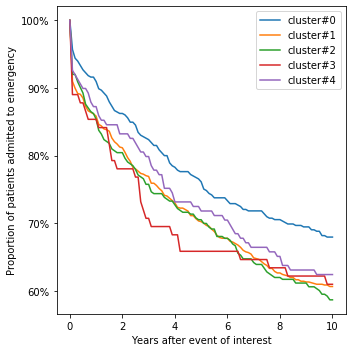 100%
90%
80%
70%
60%
Proportion of patients admitted to emergency
cluster#0
cluster#1
cluster#2
cluster#3
cluster#4
0
2
4
6
8
10
Years after event of interest